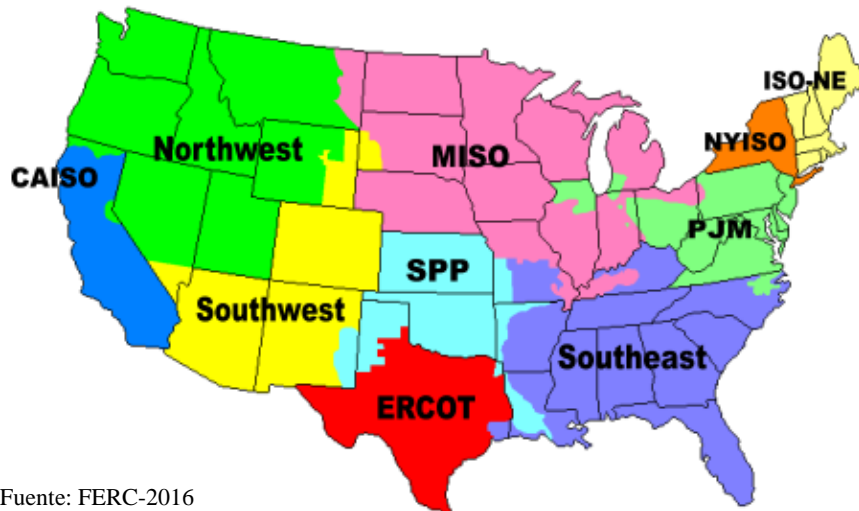 ISO-NE
NYISO
Northwest
MISO
CAISO
PJM
SPP
Southwest
Southeast
ERCOT
Fuente: FERC-2016